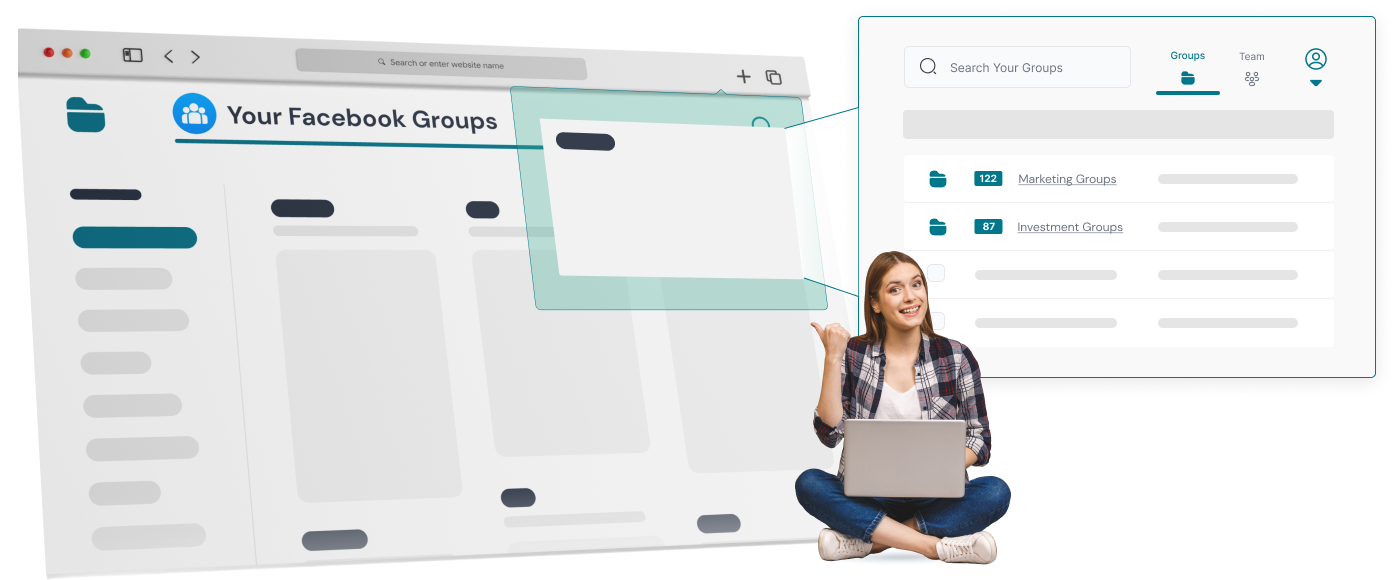 Search or enter website name
Your Facebook Groups
Search Your Groups
Groups
Team
122 Marketing Groups
87 Investment Groups